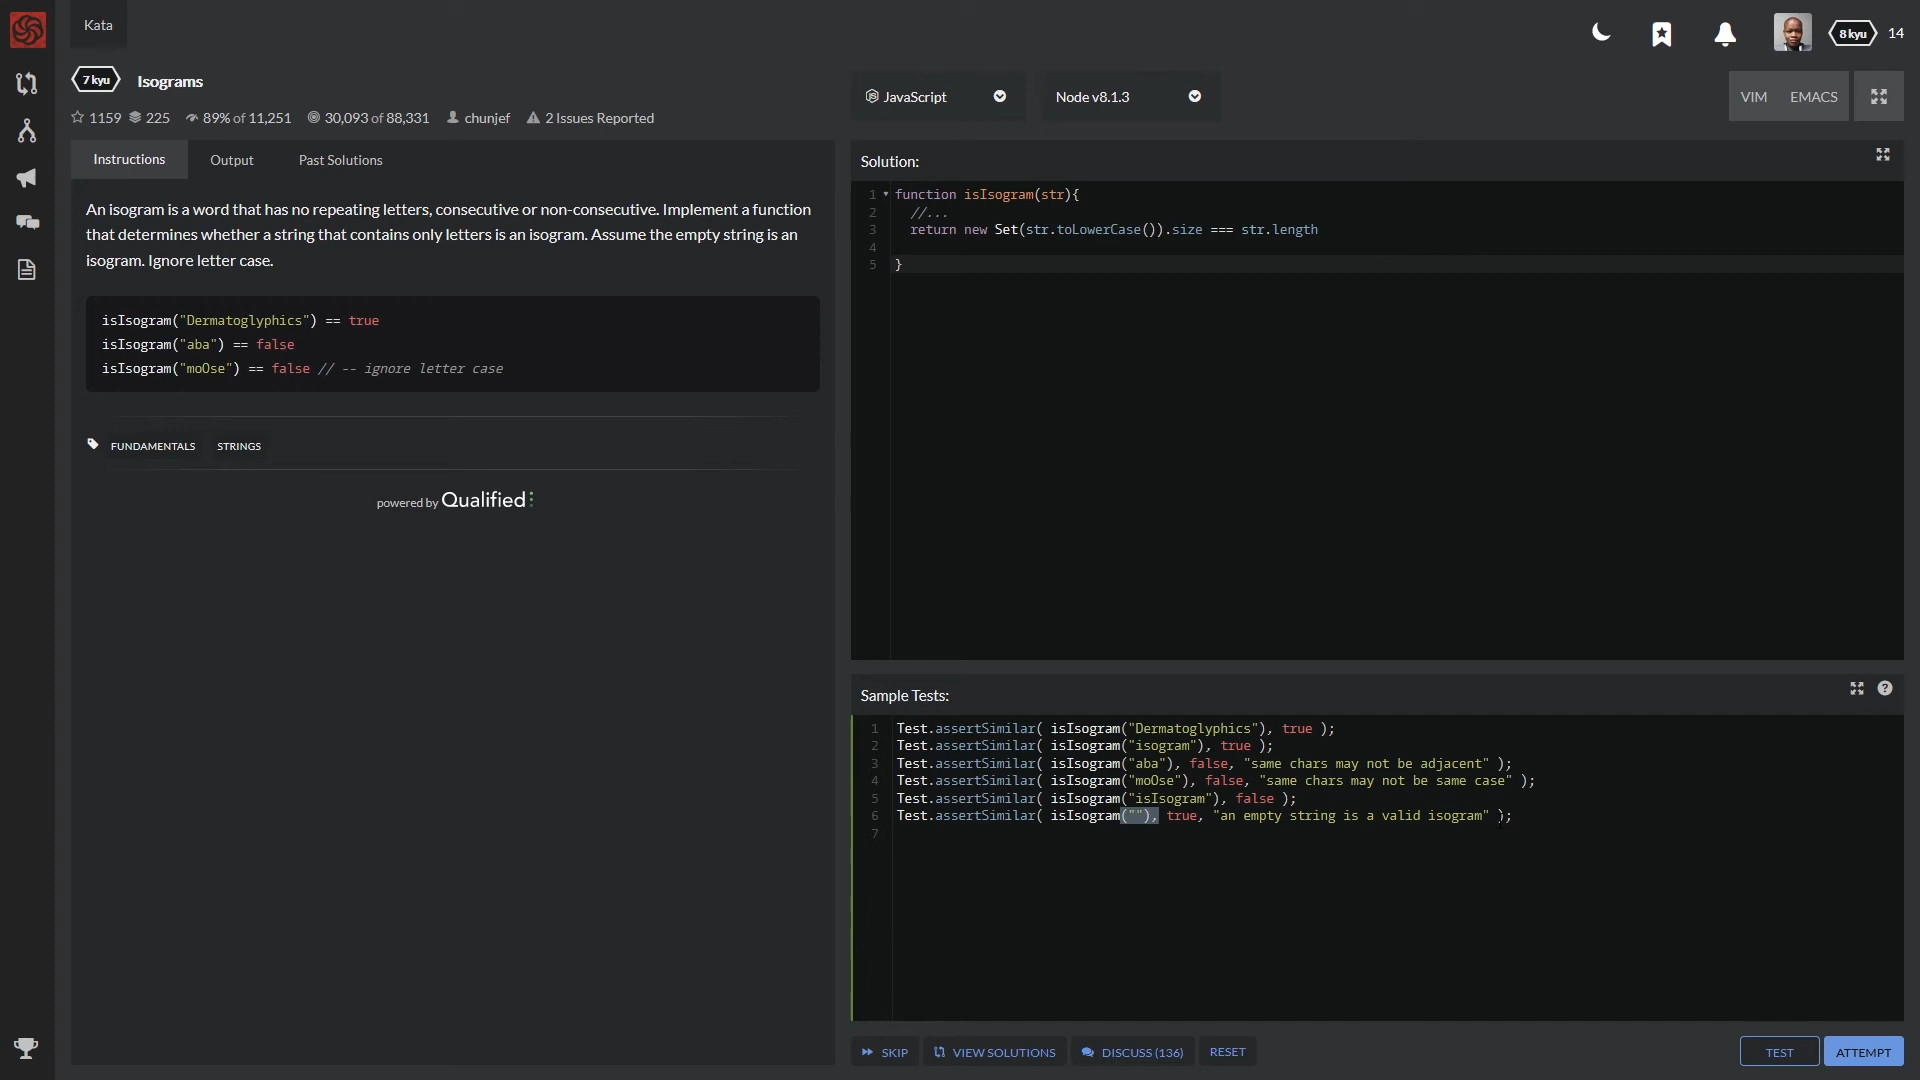 Kata
8 kyu 14
7 kyu Isograms
1159 225 89% of 11,251 30,093 of 88,331 chunjef 2 Issues Reported
JavaScript
Node v8.1.3
VIM EMACS
Instructions Output Past Solutions
An isogram is a word that has no repeating letters, consecutive or non-consecutive. Implement a function
that determines whether a string that contains only letters is an isogram. Assume the empty string is an
isogram. Ignore letter case.
isIsogram("Dermatoglyphics") == true
isIsogram("aba") == false
isIsogram("moOse") == false // -- ignore letter case
FUNDAMENTALS STRINGS
powered by Qualified
Solution:
1 function isIsogram(str){
2 //...
3 return new Set(str.toLowerCase()).size === str.length
4
5 }
Sample Tests:
1 Test.assertSimilar( isIsogram("Dermatoglyphics"), true );
2 Test.assertSimilar( isIsogram("isogram"), true );
3 Test.assertSimilar( isIsogram("aba"), false, "same chars may not be adjacent" );
4 Test.assertSimilar( isIsogram("moOse"), false, "same chars may not be same case" );
5 Test.assertSimilar( isIsogram("isIsogram"), false );
6 Test.assertSimilar( isIsogram(""), true, "an empty string is a valid isogram" );
7
SKIP VIEW SOLUTIONS DISCUSS (136) RESET
TEST ATTEMPT